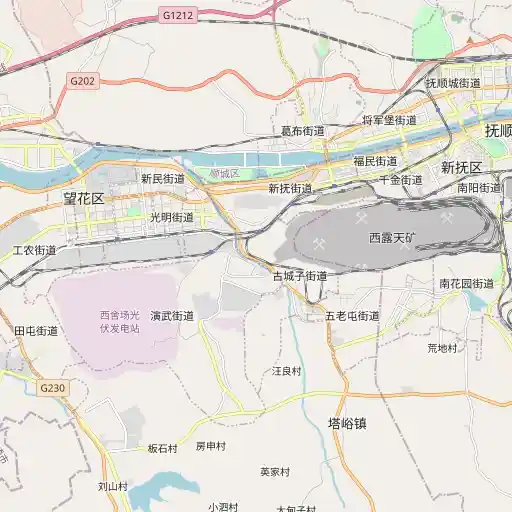 G1212
G202
抚顺城街道
将军堡街道
葛布街道
抚顺
福民街道
新抚区
顺城区
新民街道
千金街道
新抚街道
南阳街道
望花区
光明街道
西露天矿
工农街道
古城子街道
南花园街道
西舍场光
伏发电站
演武街道
五老屯街道
田屯街道
荒地村
汪良村
G230
塔峪镇
房申村
板石村
英家村
刘山村
小泗村
大甸子村